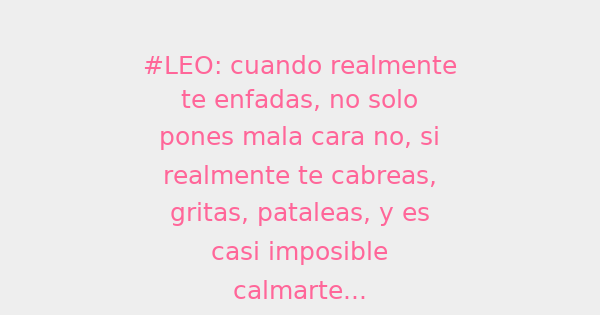 #LEO: cuando realmente
te enfadas, no solo
pones mala cara no, si
realmente te cabreas,
gritas, pataleas, y es
casi imposible
calmarte...